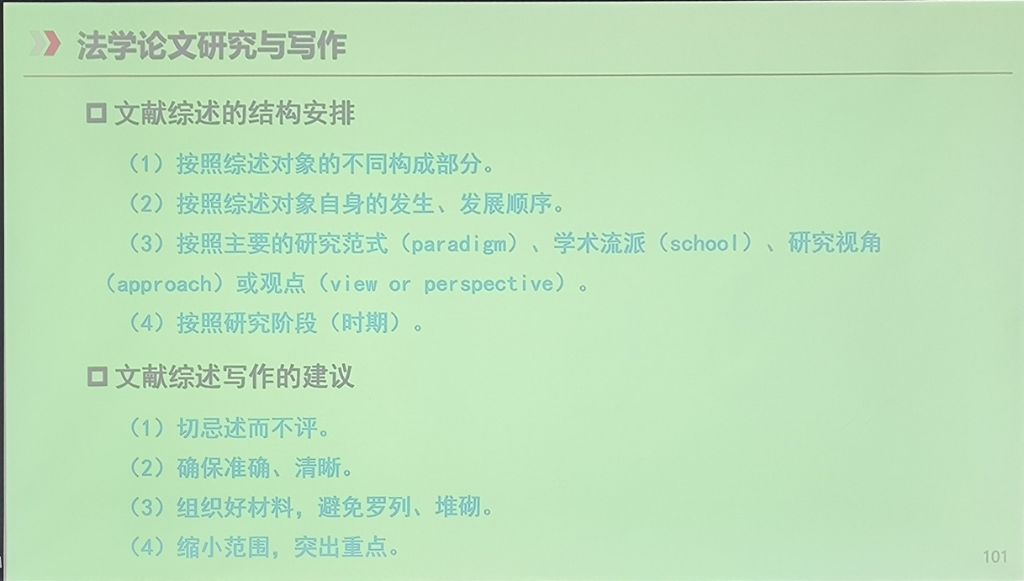 法学论文研究与写作
文献综述的结构安排
（1）按照综述对象的不同构成部分。
（2）按照综述对象自身的发生、发展顺序。
（3）按照主要的研究范式（paradigm）、学术流派（school）、研究视角
（approach）或观点（view or perspective）。
（4）按照研究阶段（时期）。
文献综述写作的建议
（1）切忌述而不评。
（2）确保准确、清晰。
（3）组织好材料，避免罗列、堆砌。
（4）缩小范围，突出重点。
101